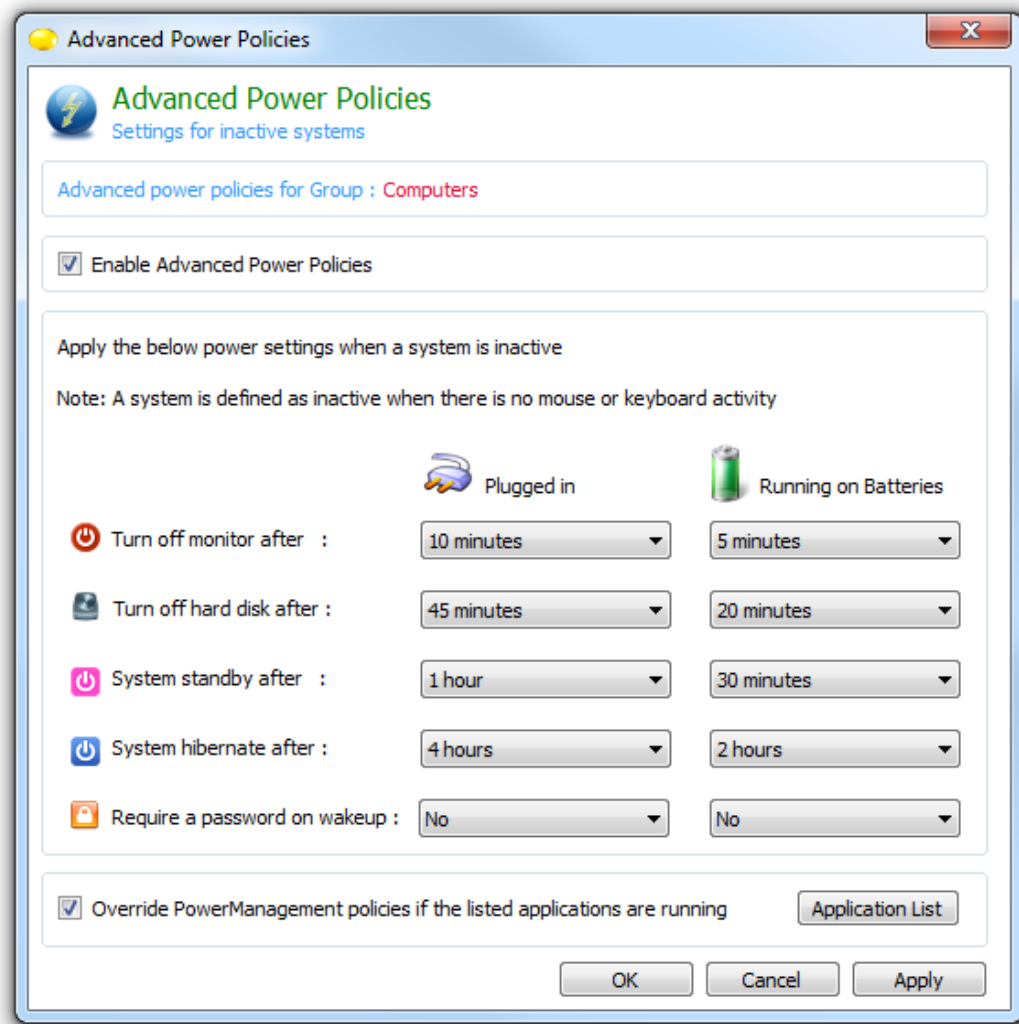 Advanced Power Policies
x
Advanced Power Policies
Settings for inactive systems
Advanced power policies for Group : Computers
Enable Advanced Power Policies
Apply the below power settings when a system is inactive
Note: A system is defined as inactive when there is no mouse or keyboard activity
Plugged in Running on Batteries
Turn off monitor after : 10 minutes 5 minutes
Turn off hard disk after : 45 minutes 20 minutes
System standby after : 1 hour 30 minutes
System hibernate after : 4 hours 2 hours
Require a password on wakeup : No No
Override PowerManagement policies if the listed applications are running Application List
OK Cancel Apply